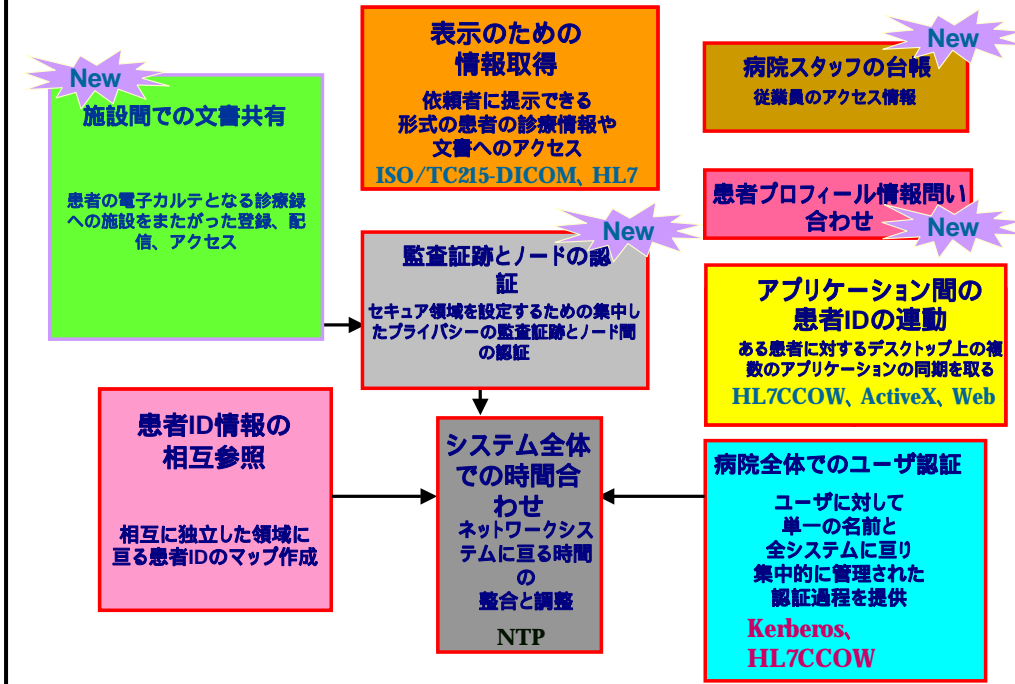 New
施設間での文書共有
患者の電子カルテとなる診療録
への施設をまたがった登録、配
信、アクセス
表示のための
情報取得
依頼者に提示できる
形式の患者の診療情報や
文書へのアクセス
ISO/TC215-DICOM、HL7
New
病院スタッフの台帳
従業員のアクセス情報
患者プロフィール情報問い
合わせ
New
New
監査証跡とノードの認
証
セキュア領域を設定するための集中し
たプライバシーの監査証跡とノード間
の認証
アプリケーション間の
患者IDの連動
ある患者に対するデスクトップ上の複
数のアプリケーションの同期を取る
HL7CCOW、ActiveX、Web
患者ID情報の
相互参照
相互に独立した領域に
亘る患者IDのマップ作成
システム全体
での時間合
わせ
ネットワークシス
テムに亘る時間
の
整合と調整
NTP
病院全体でのユーザ認証
ユーザに対して
単一の名前と
全システムに亘り
集中的に管理された
認証過程を提供
Kerberos、
HL7CCOW